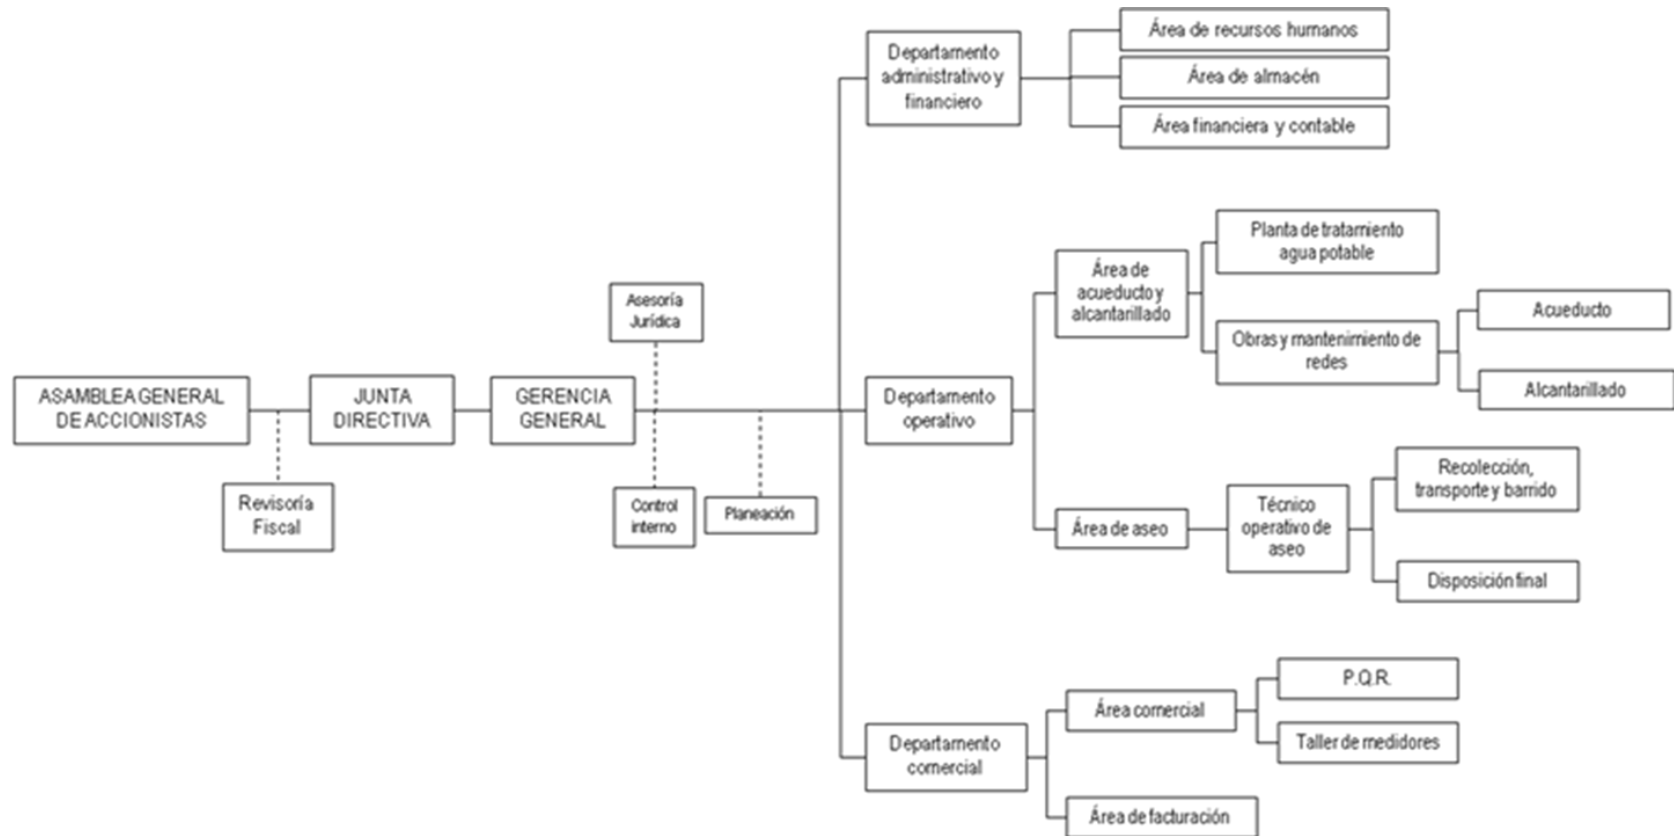 Área de recursos humanos
Departamento
administrativo y
financiero
Área de almacén
Área financiera y contable
Planta de tratamiento
agua potable
Área de
acueducto y
alcantarillado
Asesoría
Jurídica
Acueducto
Obras y mantenimiento de
redes
ASAMBLEA GENERAL
DE ACCIONISTAS
JUNTA
DIRECTIVA
GERENCIA
GENERAL
Departamento
operativo
Alcantarillado
Revisoría
Fiscal
Control
interno
Planeación
Recolección,
transporte y barrido
Área de aseo
Técnico
operativo de
aseo
Disposición final
P.Q.R.
Área comercial
Departamento
comercial
Taller de medidores
Área de facturación